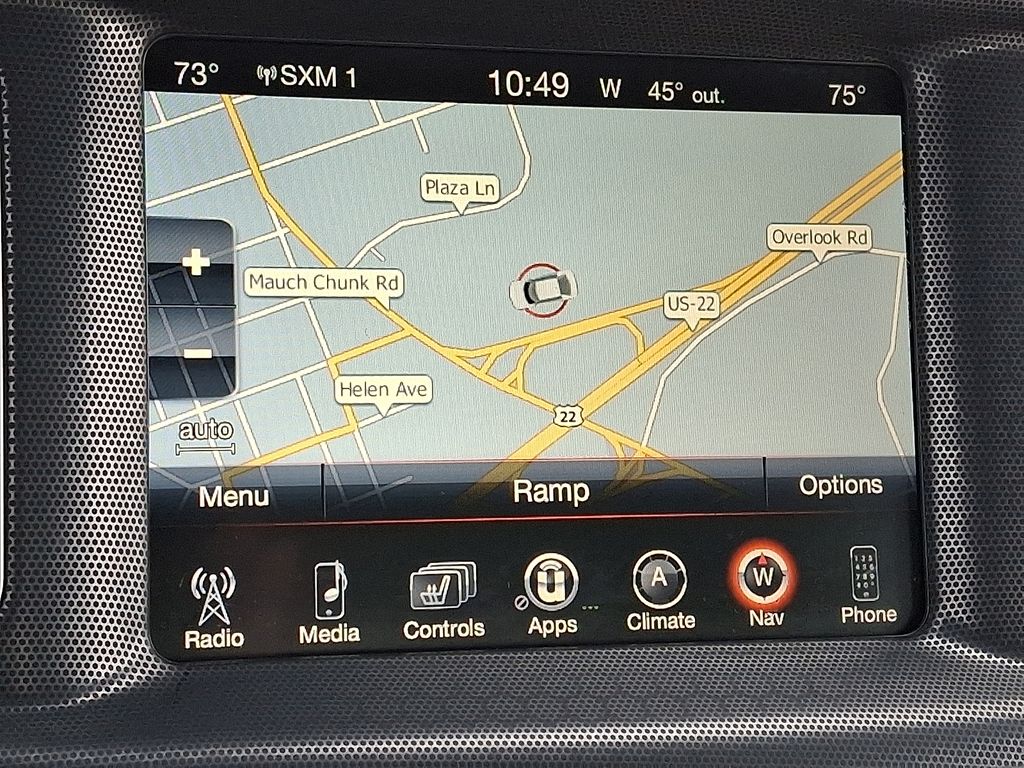 73° SXM 1 10:49 W 45° out. 75°
Plaza Ln
Overlook Rd
Mauch Chunk Rd
US-22
Helen Ave
22
auto
Menu Ramp Options
A W
Radio Media Controls Apps Climate Nav Phone